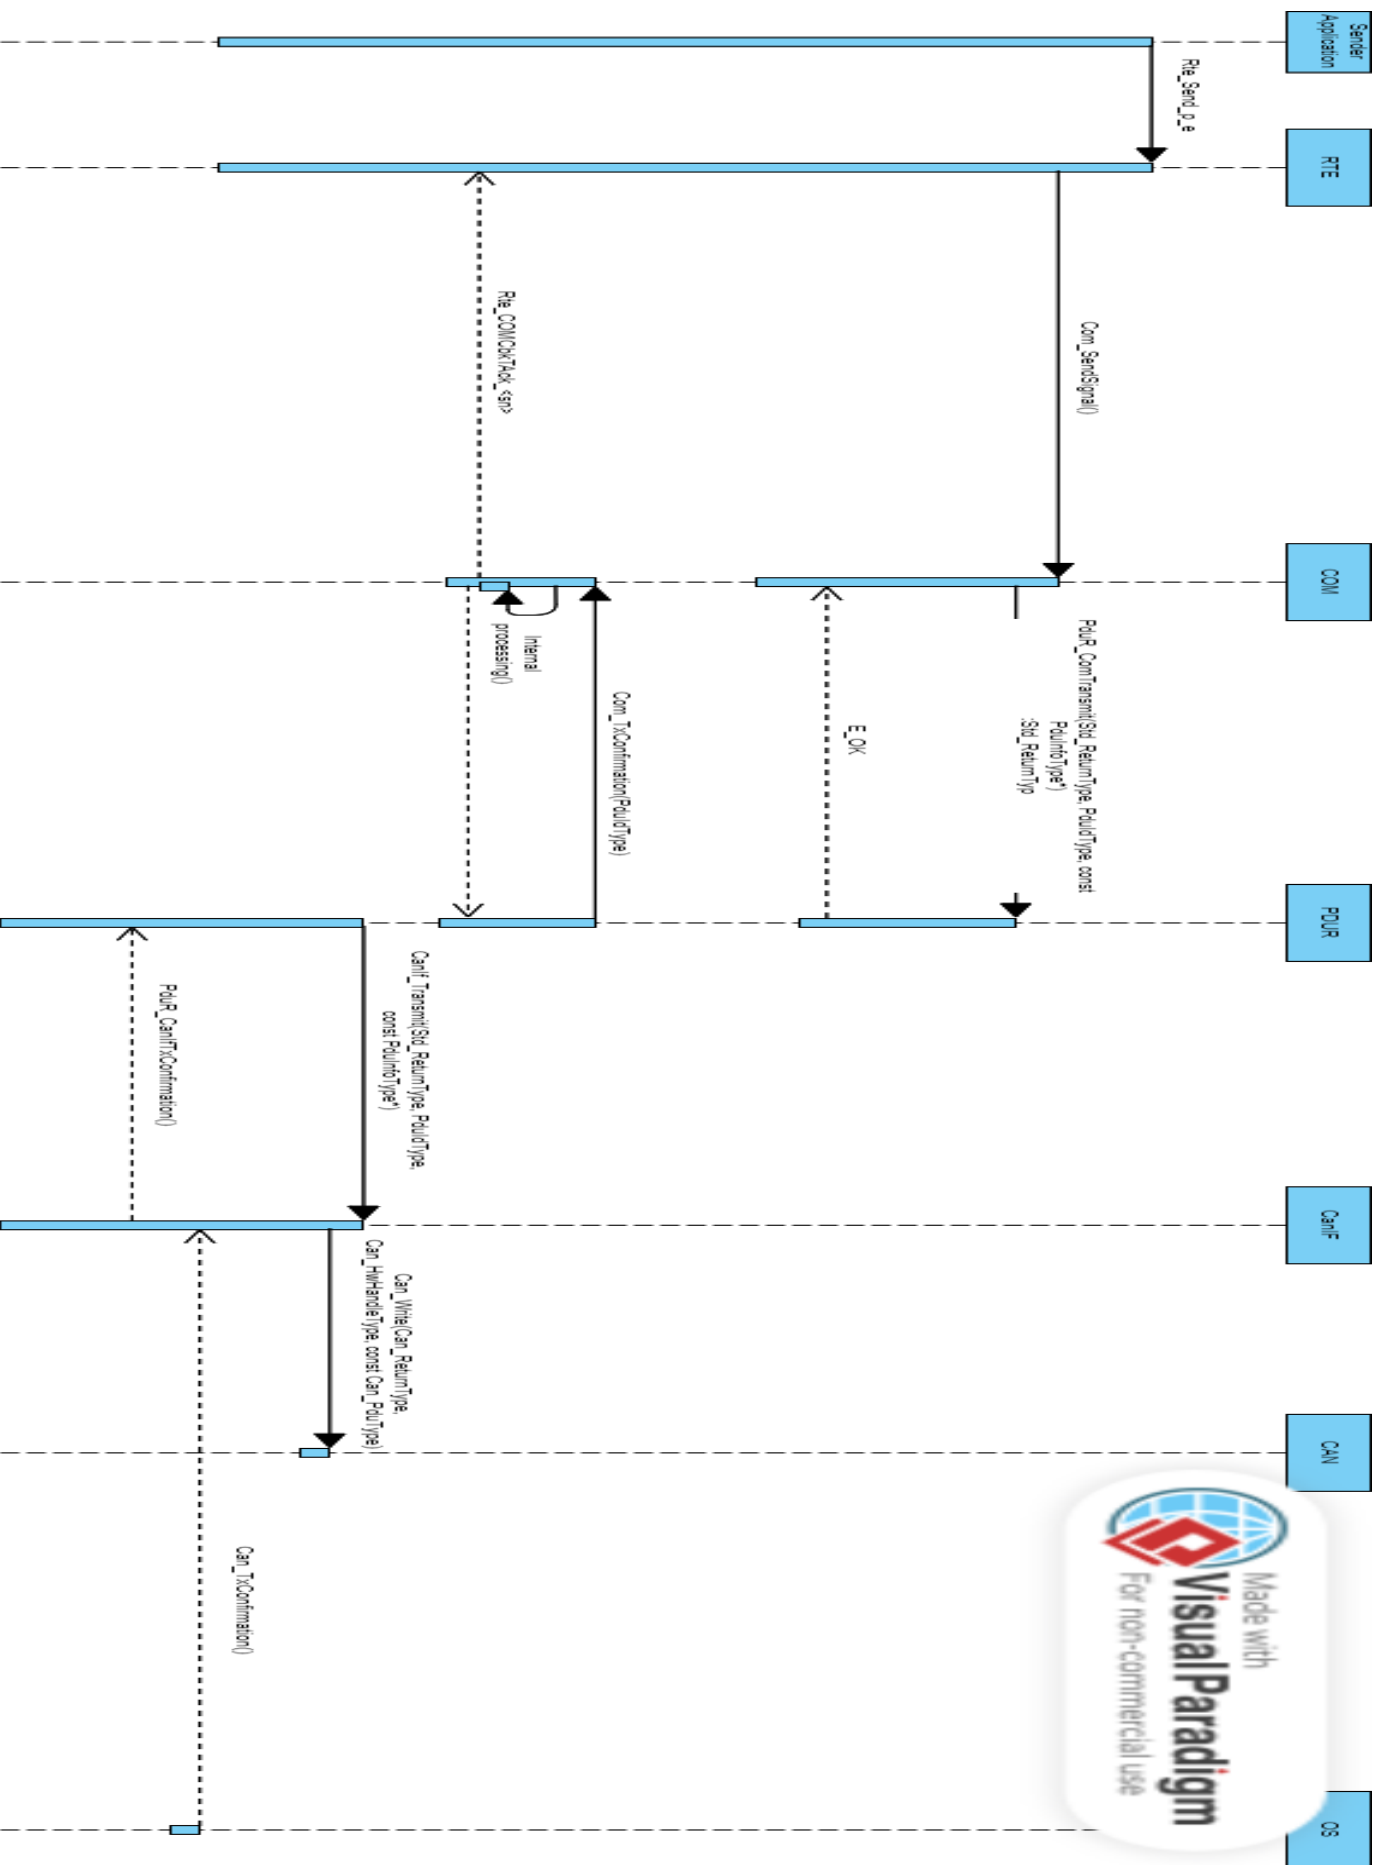 Sender
Application
RTE
COM
PDUR
CanIF
CAN
OS
Rte_Send_p_e
Com_SendSignal()
PduR_ComTransmit(Std_ReturnType, PduIdType, const
PduInfoType*)
:Std_ReturnTyp
E_OK
Com_TxConfirmation(PduIdType)
Internal
processing()
Rte_COMCbkTAck_<sn>
CanIf_Transmit(Std_ReturnType, PduIdType,
const PduInfoType*)
Can_Write(Can_ReturnType,
Can_HwHandleType, const Can_PduType)
Can_TxConfirmation()
PduR_CanIfTxConfirmation()
Made with
Visual Paradigm
For non-commercial use